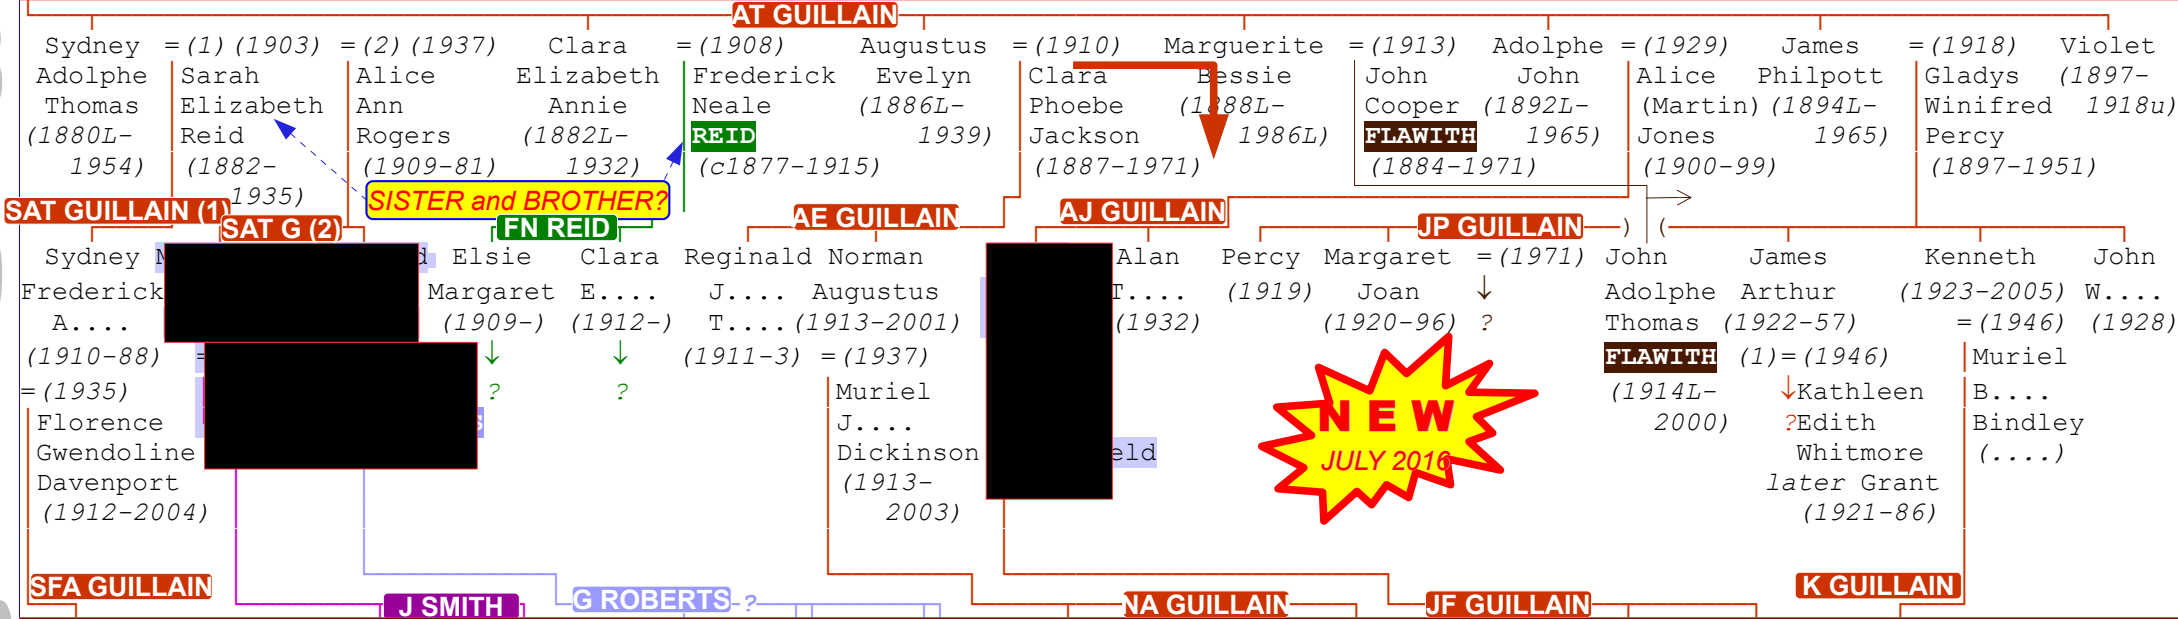 AT GUILLAIN
Sydney =(1)(1903) =(2)(1937) Clara =(1908) Augustus =(1910) Marguerite =(1913) Adolphe =(1929) James =(1918) Violet
Adolphe Sarah Alice Elizabeth Frederick Evelyn Clara Bessie John John Alice Philpott Gladys (1897-
Thomas Elizabeth Ann Annie Neale (1886L- Phoebe (1888L- Cooper (1892L- (Martin) (1894L- Winifred 1918u)
(1880L- Reid Rogers (1882L- REID 1939) Jackson 1986L) FLAWITH 1965) Jones 1965) Percy
1954) (1882- (1909-81) 1932) (c1877-1915) (1887-1971) (1884-1971) (1900-99) (1897-1951)
1935) SISTER and BROTHER?
SAT GUILLAIN (1) SAT G (2) FN REID AE GUILLAIN AJ GUILLAIN JP GUILLAIN ) (
Sydney M d Elsie Clara Reginald Norman Alan Percy Margaret =(1971) John James Kenneth John
Frederick Margaret E.... J.... Augustus T.... (1919) Joan ↓ Adolphe Arthur (1923-2005) W....
A.... (1909-) (1912-) T.... (1913-2001) (1932) (1920-96) ? Thomas (1922-57) =(1946) (1928)
(1910-88) = ↓ ↓ (1911-3) =(1937) FLAWITH (1)=(1946) Muriel
=(1935) ? ? Muriel (1914L- ↓Kathleen B....
Florence s J.... NEW 2000) ?Edith Bindley
Gwendoline Dickinson eld JULY 2016 Whitmore (....)
Davenport (1913- later Grant
(1912-2004) 2003) (1921-86)
SFA GUILLAIN J SMITH G ROBERTS ? NA GUILLAIN JF GUILLAIN K GUILLAIN